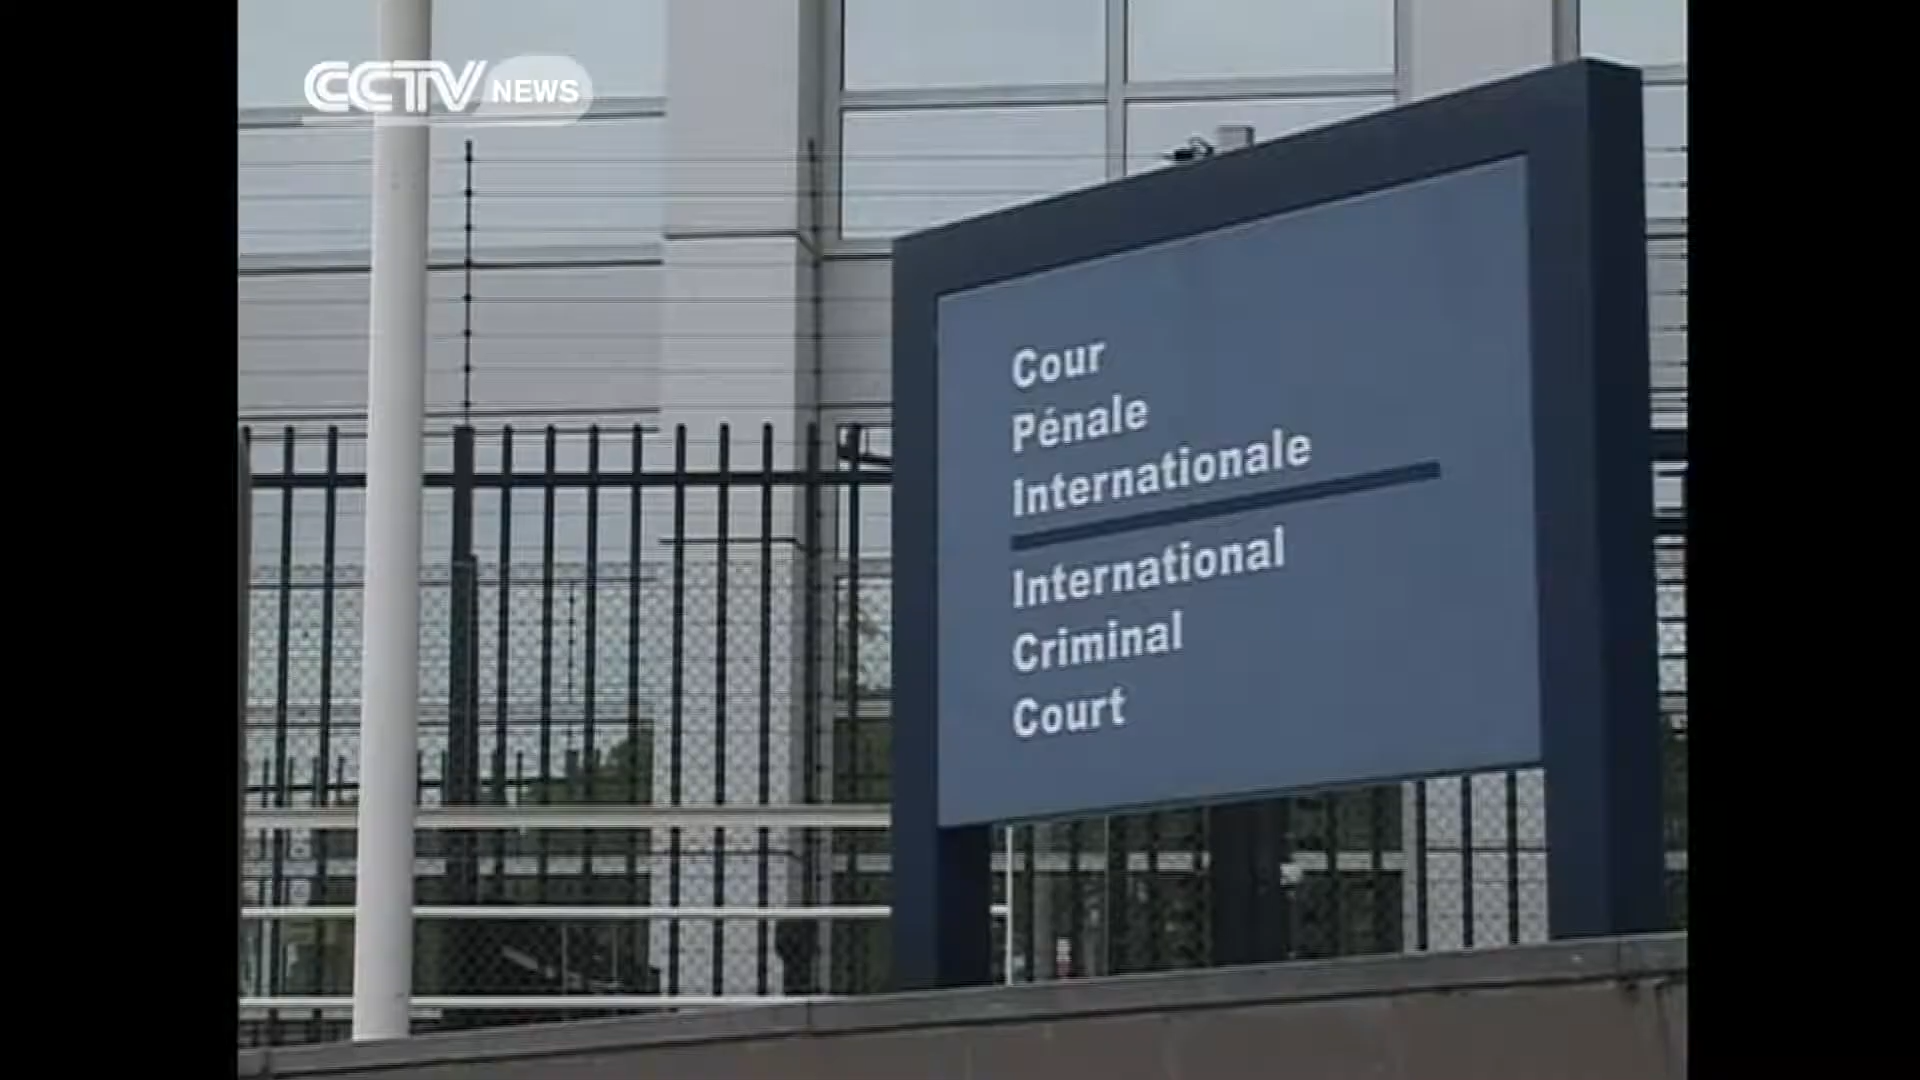 CCTV NEWS
Cour
Pénale
Internationale
International
Criminal
Court